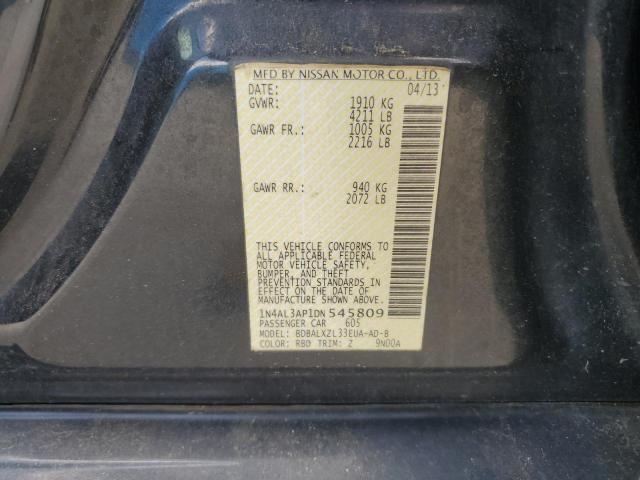 MFD BY NISSAN MOTOR CO., LTD.
DATE: 04/13
GVWR: 1910 KG
4211 LB
GAWR FR.: 1005 KG
2216 LB
GAWR RR.: 940 KG
2072 LB
THIS VEHICLE CONFORMS TO
ALL APPLICABLE FEDERAL
MOTOR VEHICLE SAFETY,
BUMPER, AND THEFT
PREVENTION STANDARDS IN
EFFECT ON THE DATE OF
MANUFACTURE SHOWN ABOVE.
1N4AL3AP1DN 545809
PASSENGER CAR 605
MODEL: BDBALXZL33EUA-AD-B
COLOR: RBD TRIM: Z 9N00A